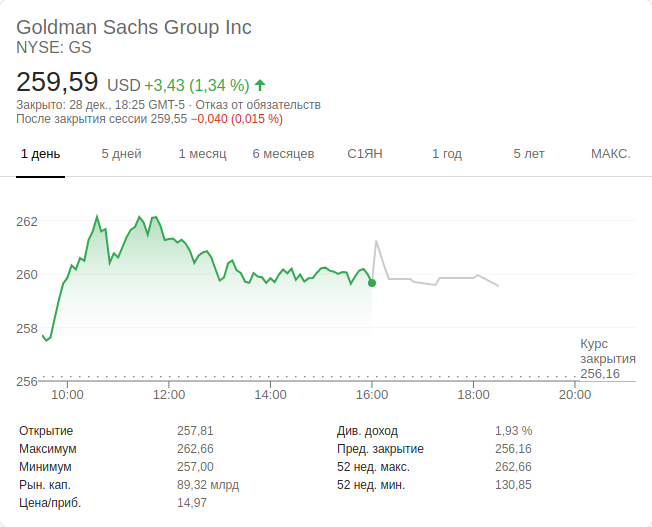 Goldman Sachs Group Inc
NYSE: GS
259,59 USD +3,43 (1,34 %)
Закрыто: 28 дек., 18:25 GMT-5 · Отказ от обязательств
После закрытия сессии 259,55 −0,040 (0,015 %)
1 день 5 дней 1 месяц 6 месяцев С1ЯН 1 год 5 лет МАКС.
262
260
258
256
Курс
закрытия
256,16
10:00 12:00 14:00 16:00 18:00 20:00
Открытие 257,81 Див. доход 1,93 %
Максимум 262,66 Пред. закрытие 256,16
Минимум 257,00 52 нед. макс. 262,66
Рын. кап. 89,32 млрд 52 нед. мин. 130,85
Цена/приб. 14,97